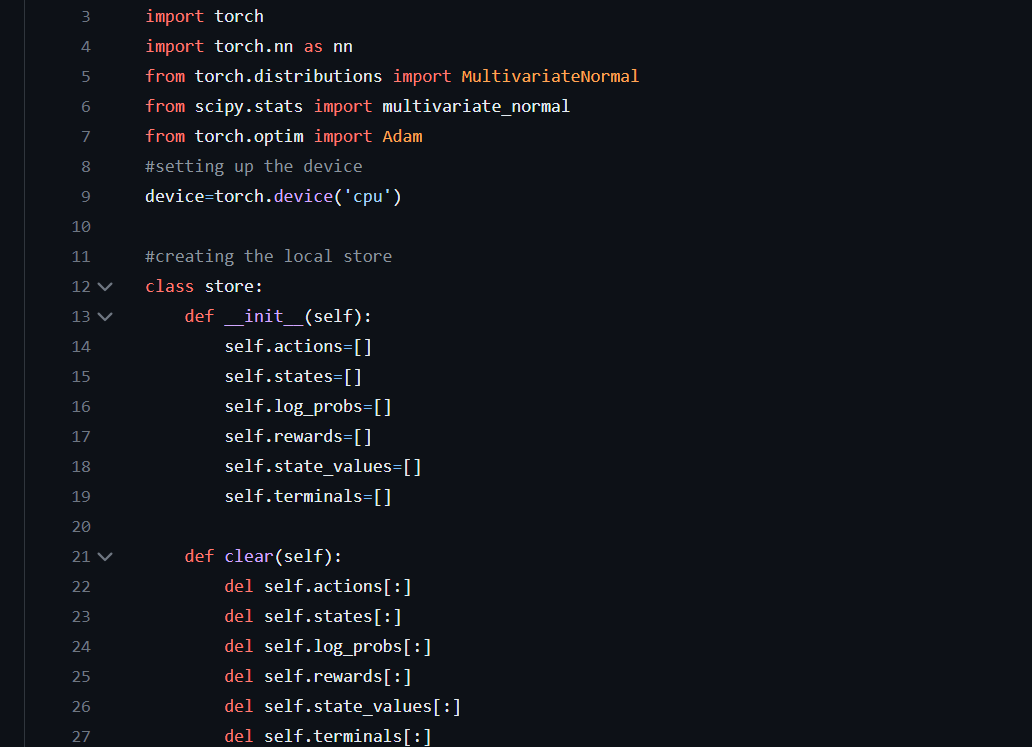 3 import torch
4 import torch.nn as nn
5 from torch.distributions import MultivariateNormal
6 from scipy.stats import multivariate_normal
7 from torch.optim import Adam
8 #setting up the device
9 device=torch.device('cpu')
10
11 #creating the local store
12 class store:
13     def __init__(self):
14         self.actions=[]
15         self.states=[]
16         self.log_probs=[]
17         self.rewards=[]
18         self.state_values=[]
19         self.terminals=[]
20
21     def clear(self):
22         del self.actions[:]
23         del self.states[:]
24         del self.log_probs[:]
25         del self.rewards[:]
26         del self.state_values[:]
27         del self.terminals[:]